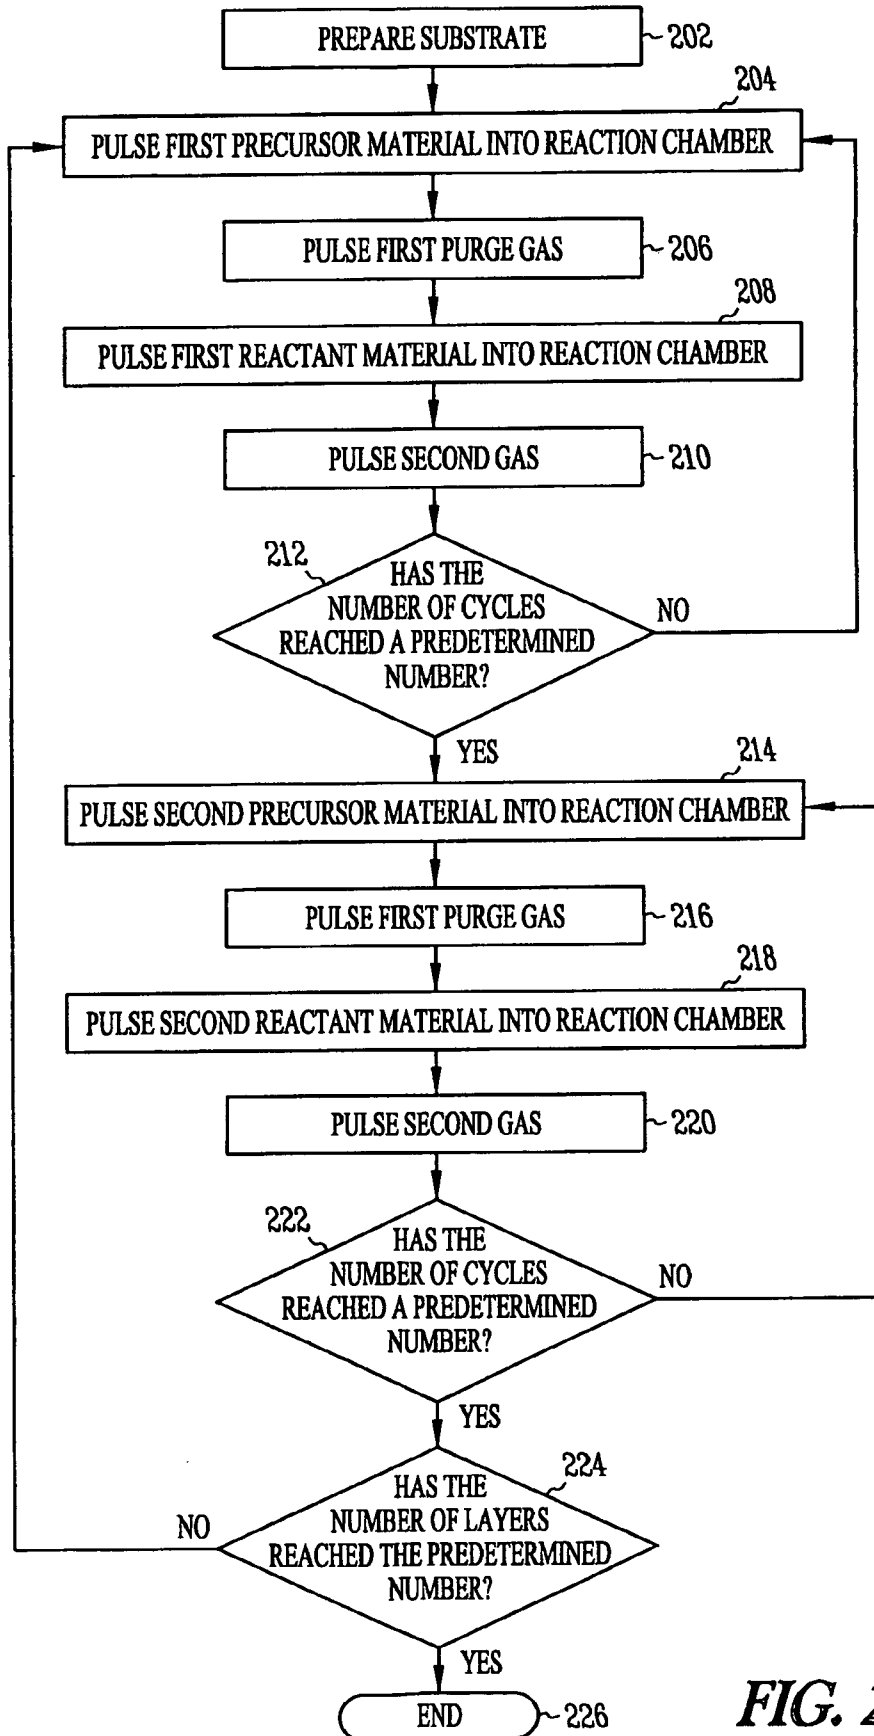 PREPARE SUBSTRATE
202
204
PULSE FIRST PRECURSOR MATERIAL INTO REACTION CHAMBER
PULSE FIRST PURGE GAS
206
208
PULSE FIRST REACTANT MATERIAL INTO REACTION CHAMBER
PULSE SECOND GAS
210
212
HAS THE
NUMBER OF CYCLES
REACHED A PREDETERMINED
NUMBER?
NO
YES
214
PULSE SECOND PRECURSOR MATERIAL INTO REACTION CHAMBER
PULSE FIRST PURGE GAS
216
218
PULSE SECOND REACTANT MATERIAL INTO REACTION CHAMBER
PULSE SECOND GAS
220
222
HAS THE
NUMBER OF CYCLES
REACHED A PREDETERMINED
NUMBER?
NO
YES
224
HAS THE
NUMBER OF LAYERS
REACHED THE PREDETERMINED
NUMBER?
NO
YES
END
226
FIG. 2